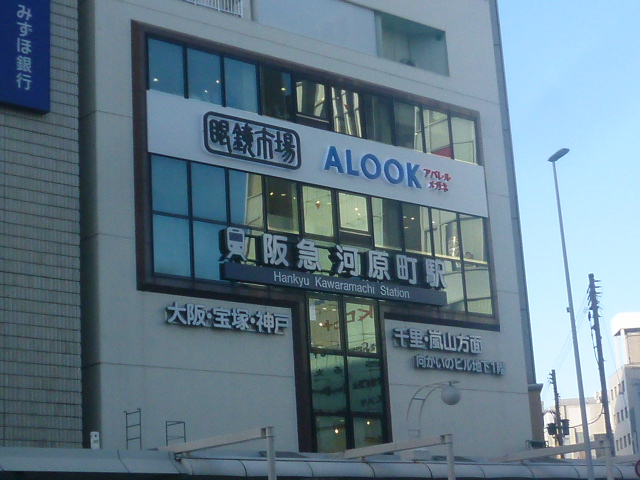 みずほ銀行
眼鏡市場
ALOOK
アパレル
メガネ
阪急 河原町駅
Hankyu Kawaramachi Station
大阪・宝塚・神戸
千里・嵐山方面
向かいのビル地下1階